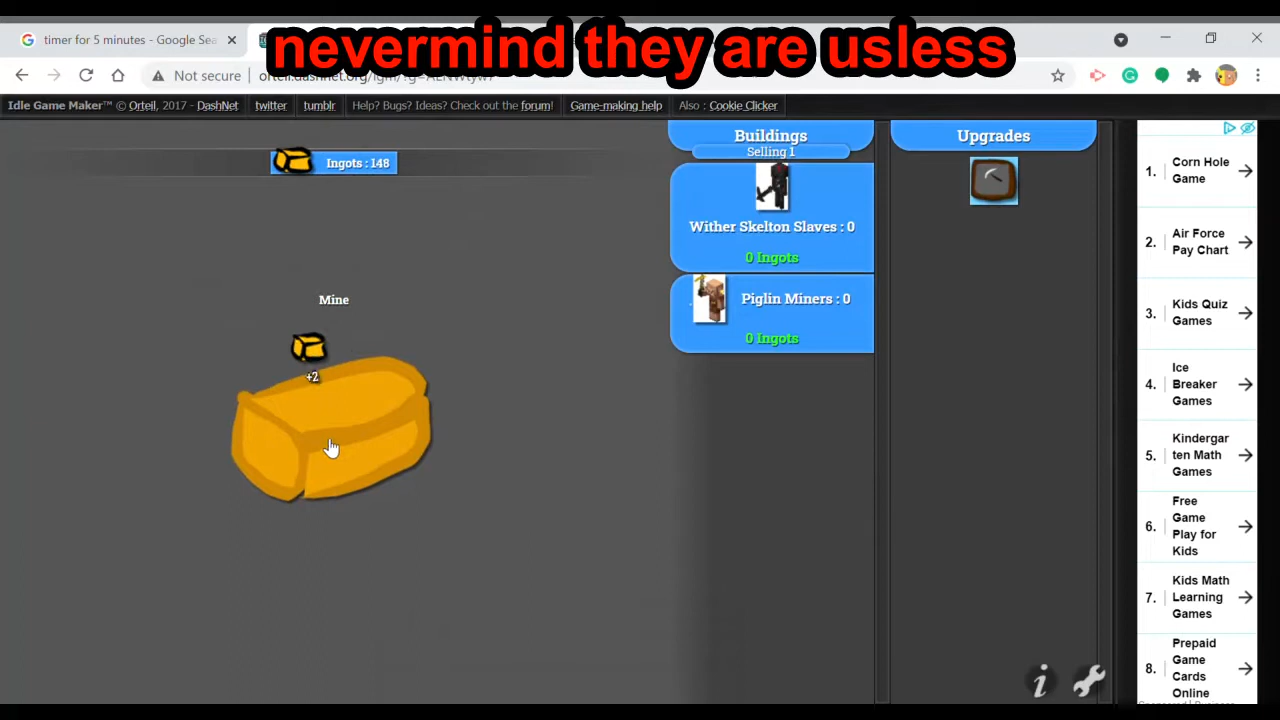 nevermind they are usless
timer for 5 minutes - Google Sea
Not secure
Idle Game Maker™ © Orteil, 2017 - DashNet
twitter
tumblr
Help? Bugs? Ideas? Check out the forum!
Game-making help
Also : Cookie Clicker
Ingots : 148
Mine
+2
Buildings
Selling 1
Wither Skelton Slaves : 0
0 Ingots
Piglin Miners : 0
0 Ingots
Upgrades
1. Corn Hole
Game
2. Air Force
Pay Chart
3. Kids Quiz
Games
4. Ice
Breaker
Games
5. Kindergar
ten Math
Games
6. Free
Game
Play for
Kids
7. Kids Math
Learning
Games
8. Prepaid
Game
Cards
Online